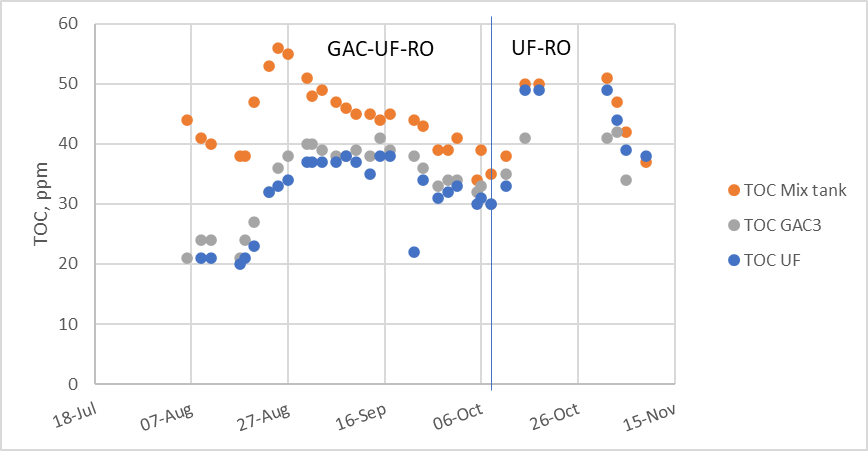 60
GAC-UF-RO
UF-RO
50
40
30
20
10
0
TOC, ppm
18-Jul
07-Aug
27-Aug
16-Sep
06-Oct
26-Oct
15-Nov
TOC Mix tank
TOC GAC3
TOC UF